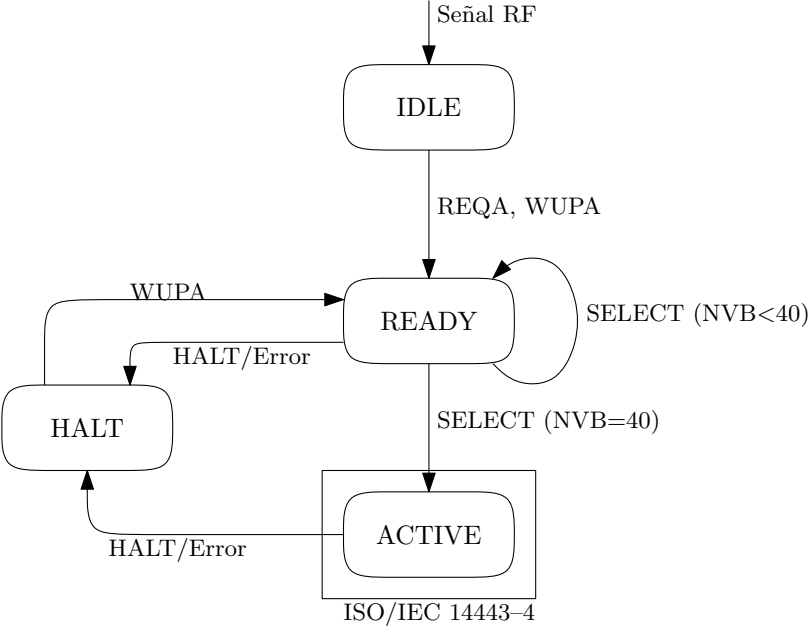 Señal RF
IDLE
REQA, WUPA
WUPA
READY
SELECT (NVB<40)
HALT/Error
HALT
SELECT (NVB=40)
ACTIVE
HALT/Error
ISO/IEC 14443–4